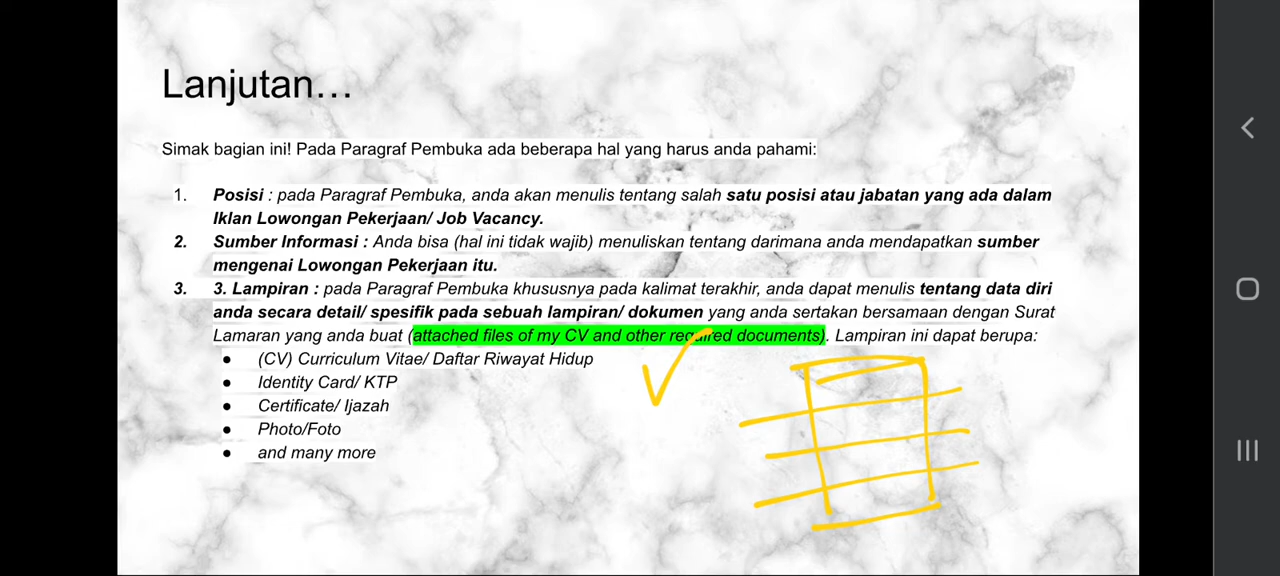 Lanjutan...
Simak bagian ini! Pada Paragraf Pembuka ada beberapa hal yang harus anda pahami:
1. Posisi : pada Paragraf Pembuka, anda akan menulis tentang salah satu posisi atau jabatan yang ada dalam
Iklan Lowongan Pekerjaan/ Job Vacancy.
2. Sumber Informasi : Anda bisa (hal ini tidak wajib) menuliskan tentang darimana anda mendapatkan sumber
mengenai Lowongan Pekerjaan itu.
3. 3. Lampiran : pada Paragraf Pembuka khususnya pada kalimat terakhir, anda dapat menulis tentang data diri
anda secara detail/ spesifik pada sebuah lampiran/ dokumen yang anda sertakan bersamaan dengan Surat
Lamaran yang anda buat (attached files of my CV and other required documents). Lampiran ini dapat berupa:
● (CV) Curriculum Vitae/ Daftar Riwayat Hidup
● Identity Card/ KTP
● Certificate/ Ijazah
● Photo/Foto
● and many more